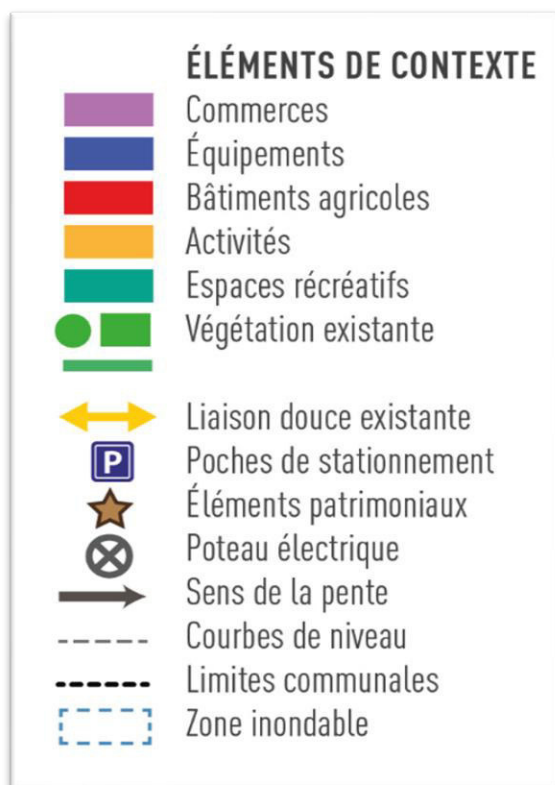 ÉLÉMENTS DE CONTEXTE
Commerces
Équipements
Bâtiments agricoles
Activités
Espaces récréatifs
Végétation existante
Liaison douce existante
P Poches de stationnement
Éléments patrimoniaux
Poteau électrique
Sens de la pente
Courbes de niveau
Limites communales
Zone inondable